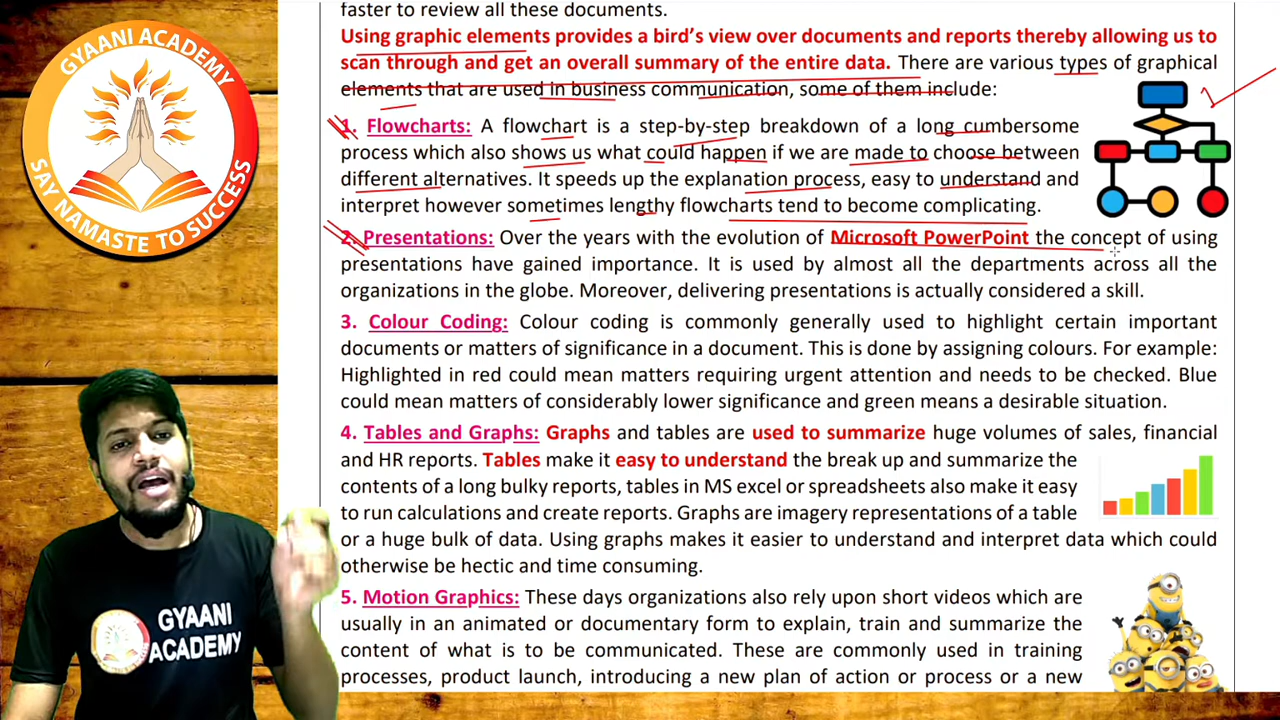 GYAANI ACADEMY
SAY NAMASTE TO SUCCESS
faster to review all these documents.
Using graphic elements provides a bird's view over documents and reports thereby allowing us to
scan through and get an overall summary of the entire data. There are various types of graphical
elements that are used in business communication, some of them include:
1. Flowcharts: A flowchart is a step-by-step breakdown of a long cumbersome
process which also shows us what could happen if we are made to choose between
different alternatives. It speeds up the explanation process, easy to understand and
interpret however sometimes lengthy flowcharts tend to become complicating.
2. Presentations: Over the years with the evolution of Microsoft PowerPoint the concept of using
presentations have gained importance. It is used by almost all the departments across all the
organizations in the globe. Moreover, delivering presentations is actually considered a skill.
3. Colour Coding: Colour coding is commonly generally used to highlight certain important
documents or matters of significance in a document. This is done by assigning colours. For example:
Highlighted in red could mean matters requiring urgent attention and needs to be checked. Blue
could mean matters of considerably lower significance and green means a desirable situation.
4. Tables and Graphs: Graphs and tables are used to summarize huge volumes of sales, financial
and HR reports. Tables make it easy to understand the break up and summarize the
contents of a long bulky reports, tables in MS excel or spreadsheets also make it easy
to run calculations and create reports. Graphs are imagery representations of a table
or a huge bulk of data. Using graphs makes it easier to understand and interpret data which could
otherwise be hectic and time consuming.
5. Motion Graphics: These days organizations also rely upon short videos which are
usually in an animated or documentary form to explain, train and summarize the
content of what is to be communicated. These are commonly used in training
processes, product launch, introducing a new plan of action or process or a new
GYAANI
ACADEMY